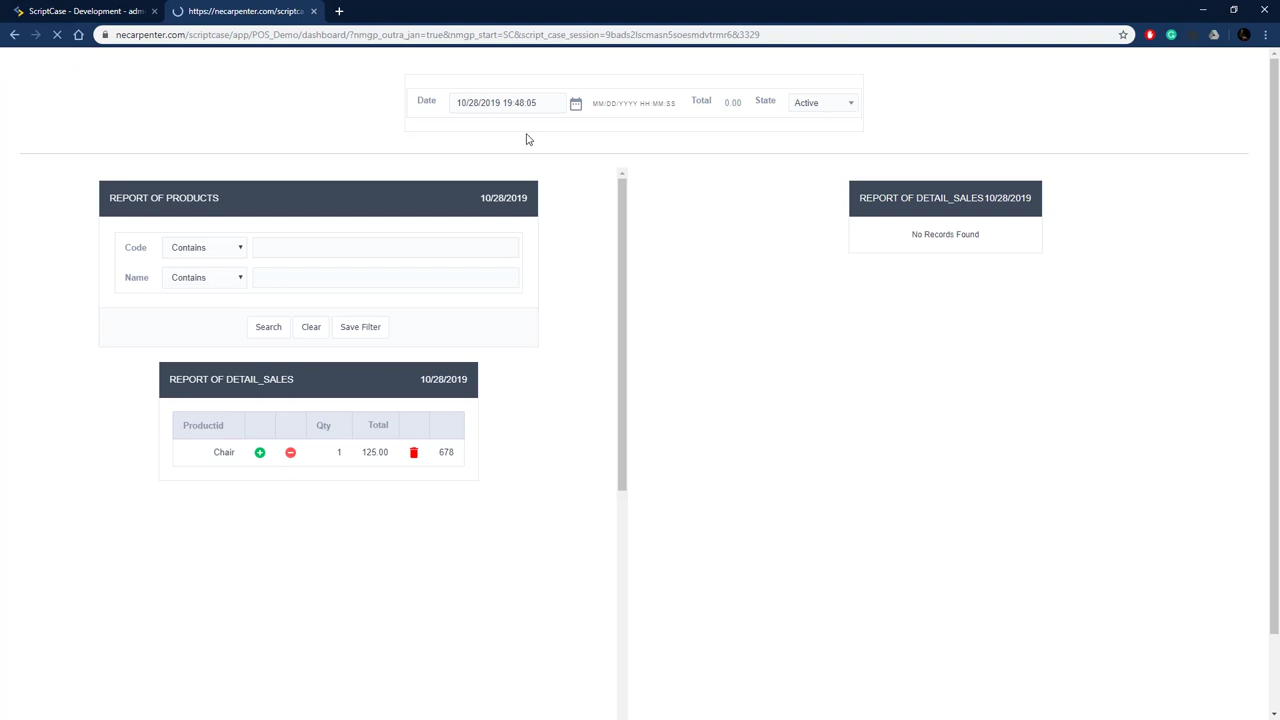 ScriptCase - Development - adm
https://necarpenter.com/scriptca
necarpenter.com/scriptcase/app/POS_Demo/dashboard/?nmgp_outra_jan=true&nmgp_start=SC&script_case_session=9bads2lscmasn5soesmdvtrmr6&3329
Date 10/28/2019 19:48:05 MM/DD/YYYY HH:MM:SS Total 0.00 State Active
REPORT OF PRODUCTS 10/28/2019
Code Contains
Name Contains
Search Clear Save Filter
REPORT OF DETAIL_SALES 10/28/2019
Productid Qty Total
Chair 1 125.00 678
REPORT OF DETAIL_SALES 10/28/2019
No Records Found